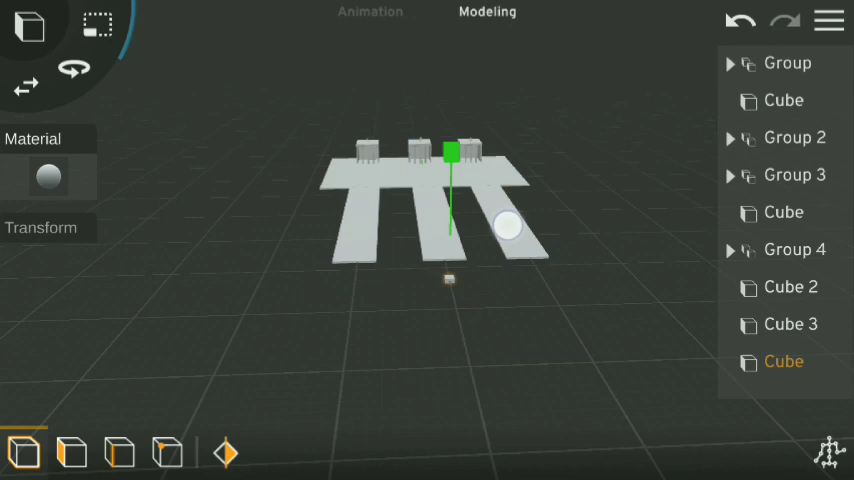 Animation
Modeling
Material
Transform
Group
Cube
Group 2
Group 3
Cube
Group 4
Cube 2
Cube 3
Cube